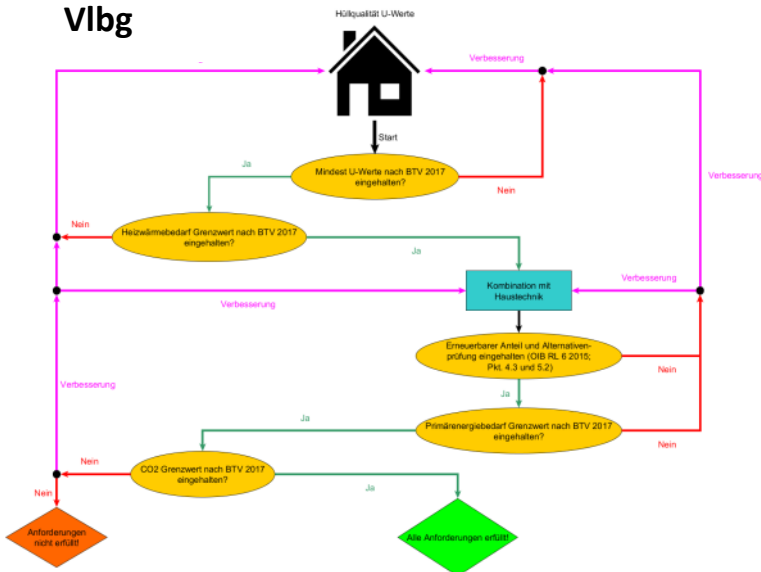 Vlbg
Hüllqualität U-Werte
Verbesserung
Start
Mindest U-Werte nach BTV 2017
eingehalten?
Ja
Nein
Verbesserung
Nein
Heizwärmebedarf Grenzwert nach BTV 2017
eingehalten?
Ja
Kombination mit
Haustechnik
Verbesserung
Verbesserung
Erneuerbarer Anteil und Alternativen-
prüfung eingehalten (OIB RL 6 2015;
Pkt. 4.3 und 5.2)
Nein
Verbesserung
Ja
Ja
Primärenergiebedarf Grenzwert nach BTV 2017
eingehalten?
Nein
Nein
CO2 Grenzwert nach BTV 2017
eingehalten?
Ja
Nein
Anforderungen
nicht erfüllt!
Alle Anforderungen erfüllt!